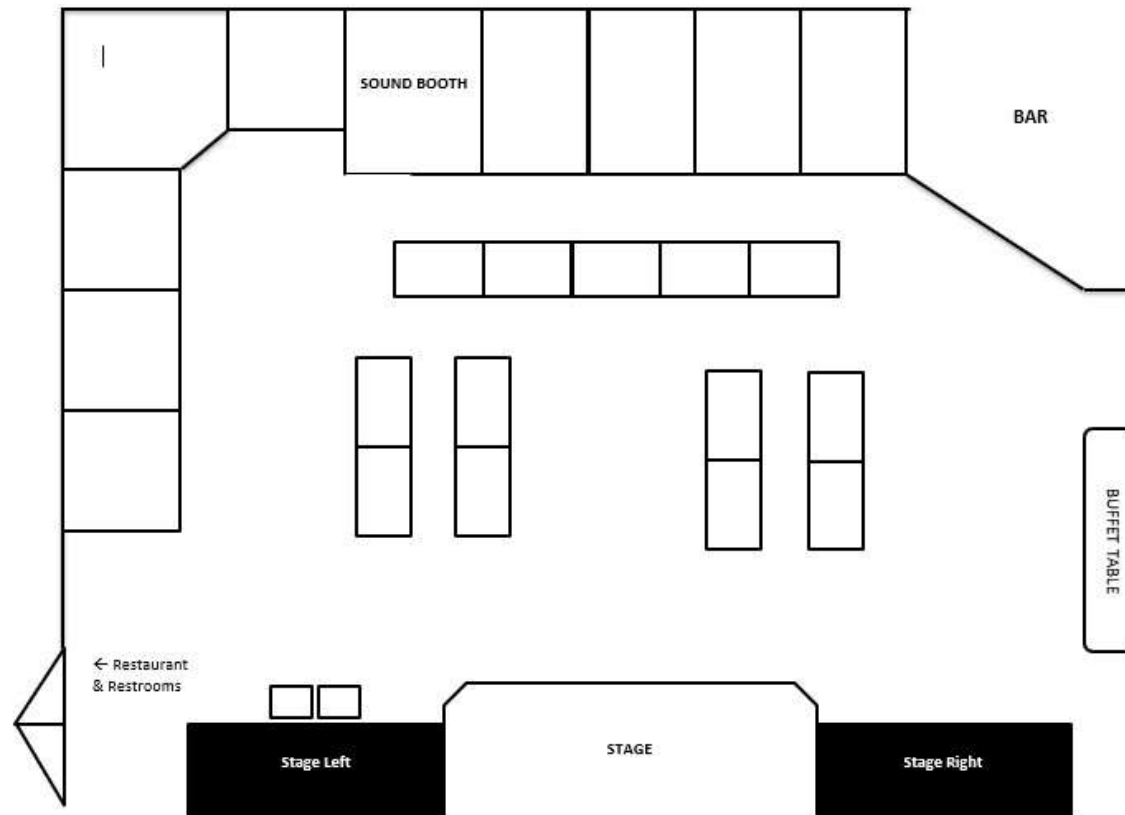 SOUND BOOTH
BAR
BUFFET TABLE
← Restaurant
& Restrooms
Stage Left
STAGE
Stage Right